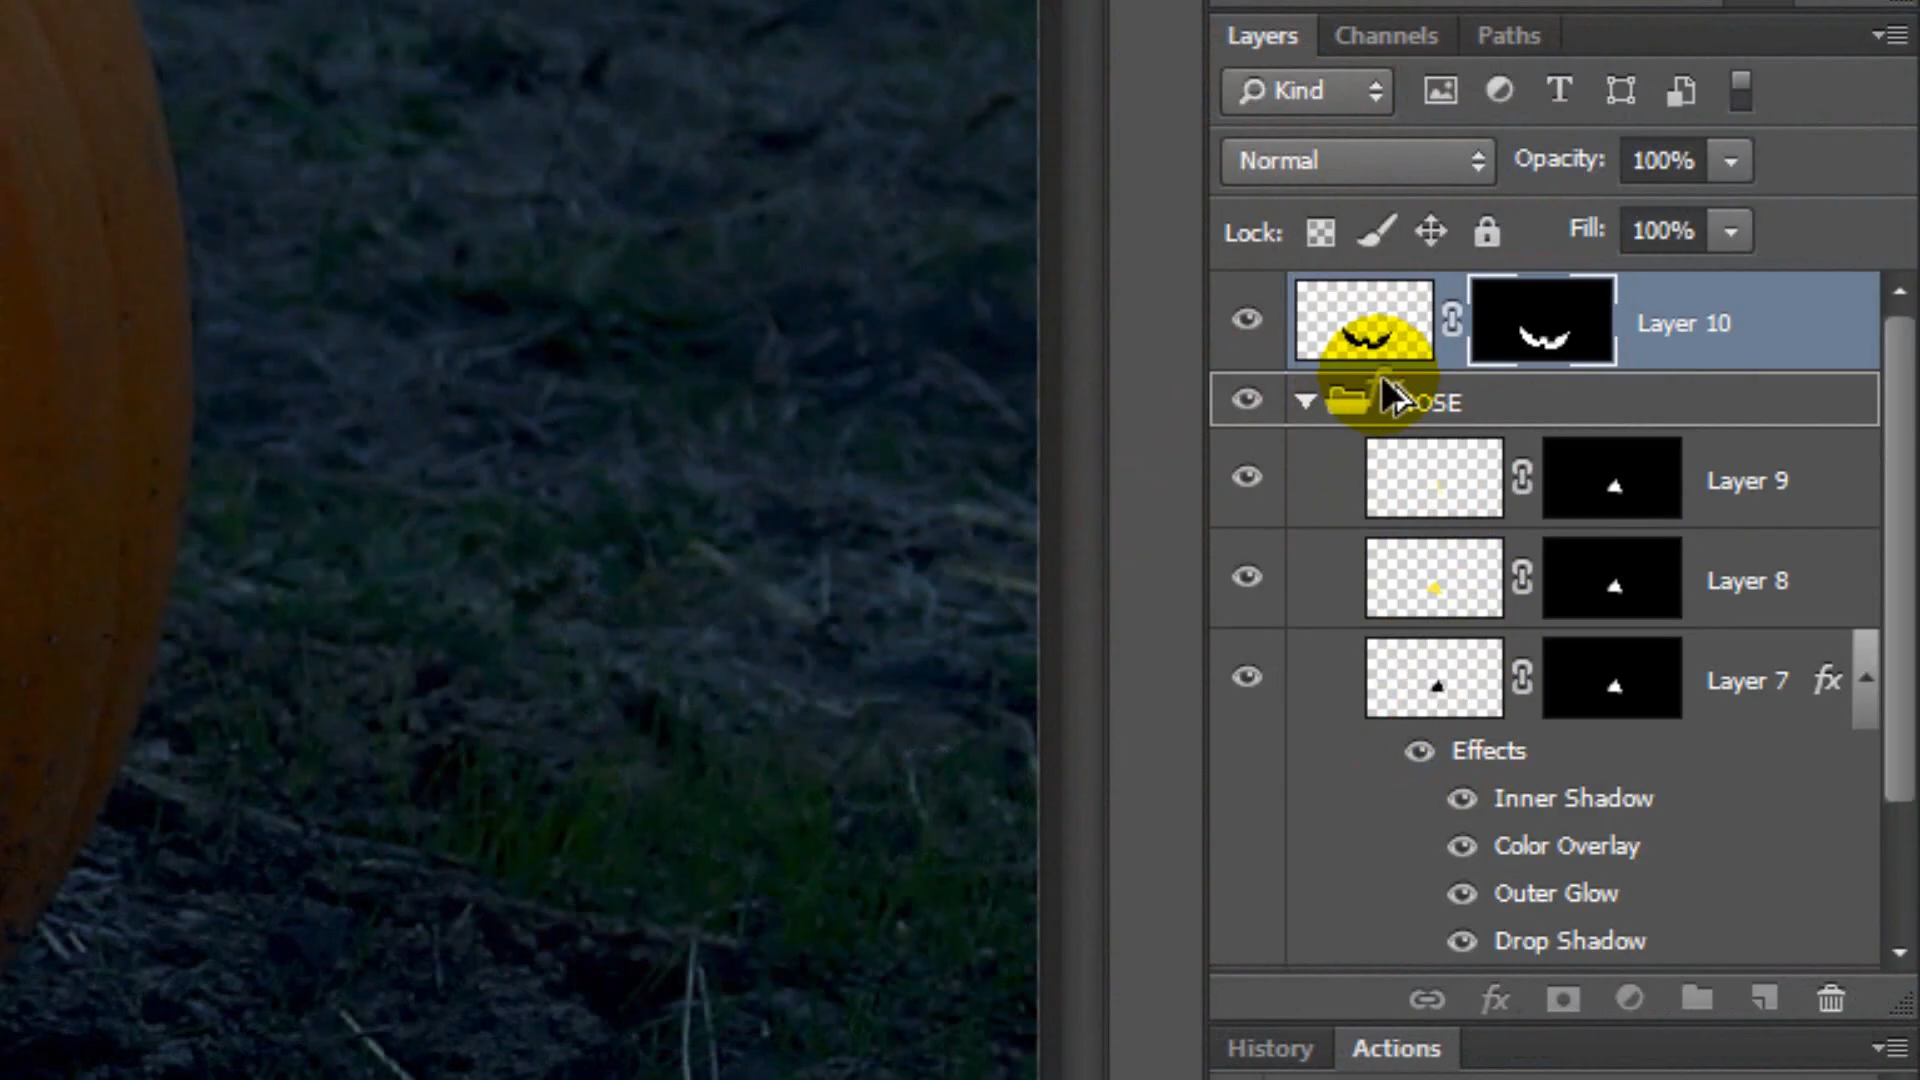 Layers Channels Paths
Kind
Normal Opacity: 100%
Lock: Fill: 100%
Layer 10
OSE
Layer 9
Layer 8
Layer 7 fx
Effects
Inner Shadow
Color Overlay
Outer Glow
Drop Shadow
fx
History Actions